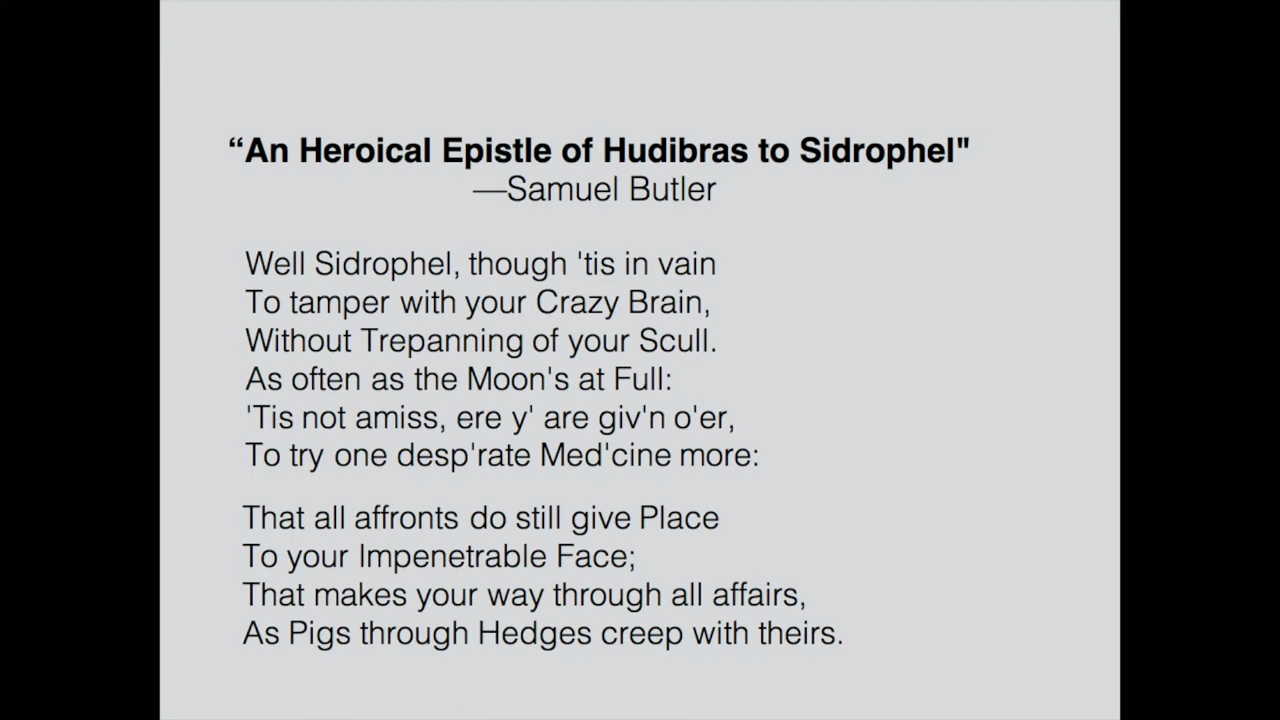 “An Heroical Epistle of Hudibras to Sidrophel"
—Samuel Butler
Well Sidrophel, though 'tis in vain
To tamper with your Crazy Brain,
Without Trepanning of your Scull.
As often as the Moon's at Full:
'Tis not amiss, ere y' are giv'n o'er,
To try one desp'rate Med'cine more:
That all affronts do still give Place
To your Impenetrable Face;
That makes your way through all affairs,
As Pigs through Hedges creep with theirs.